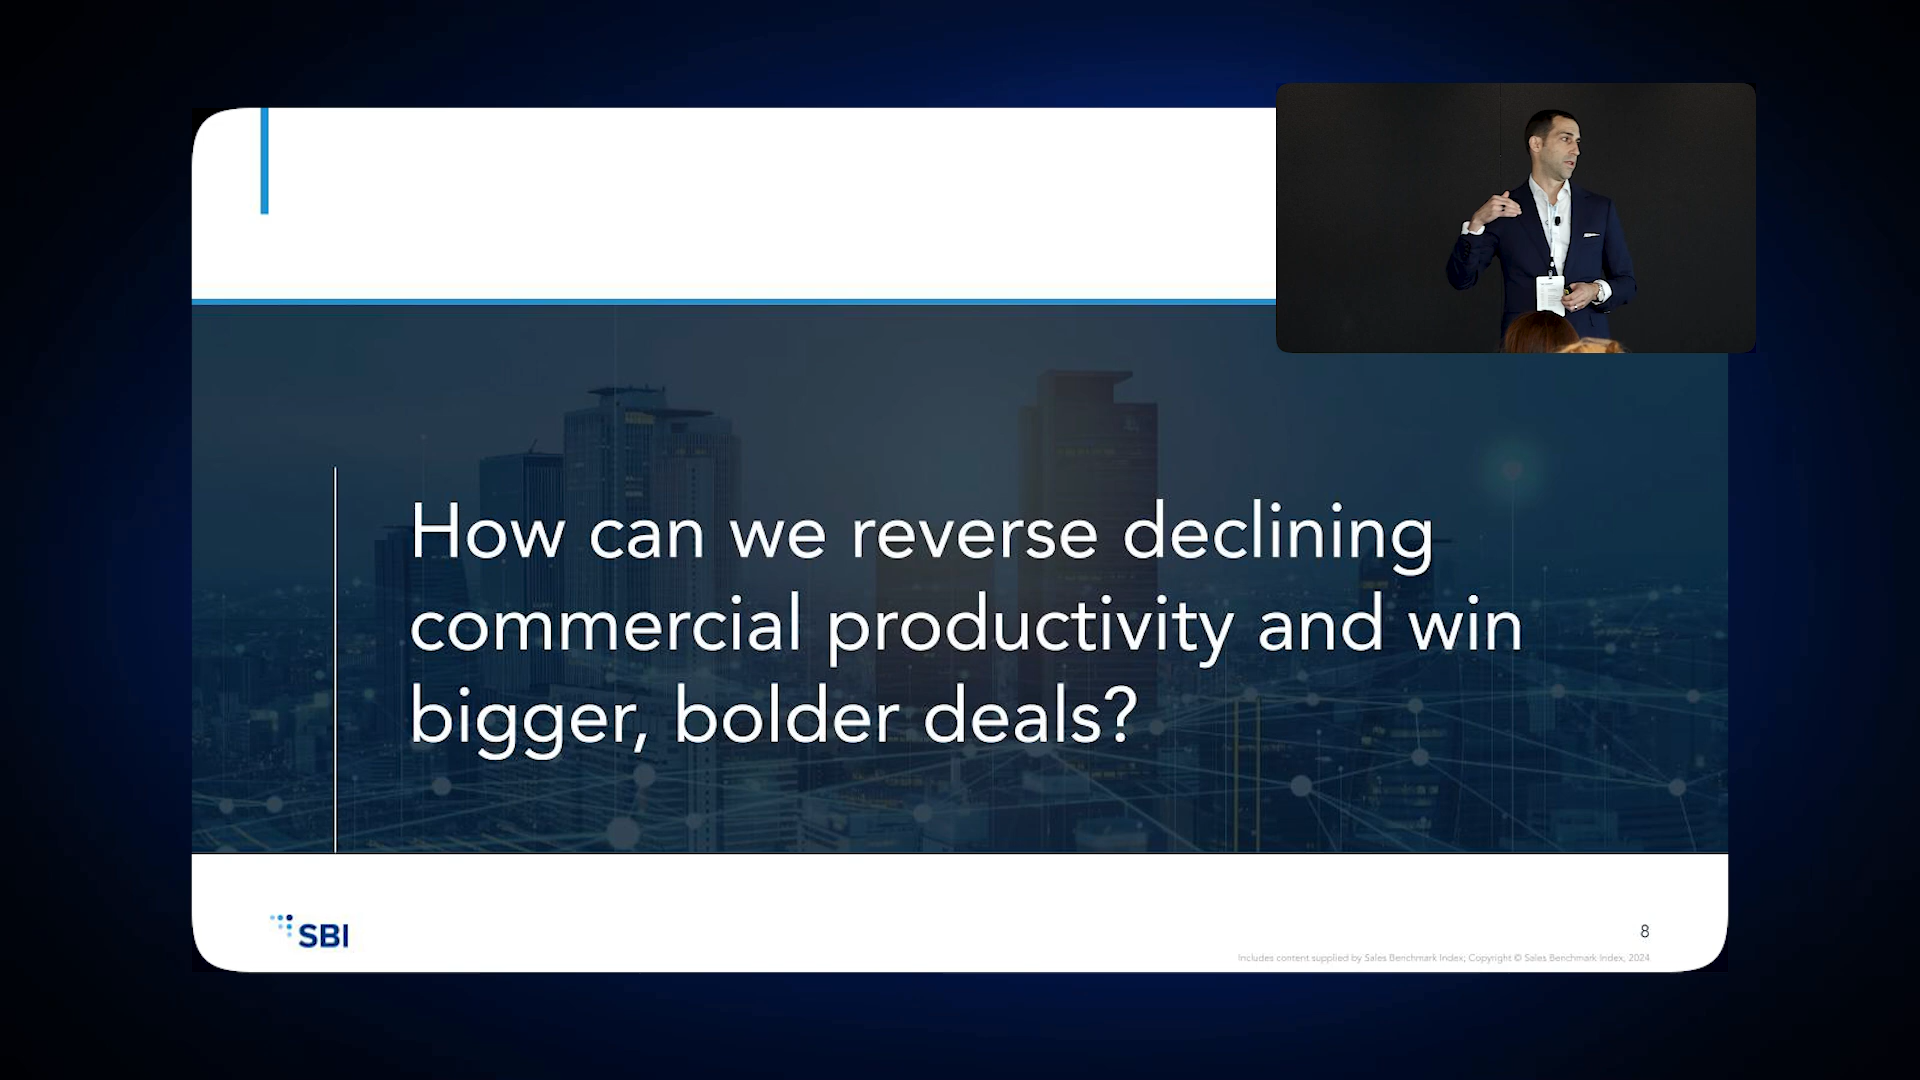 How can we reverse declining
commercial productivity and win
bigger, bolder deals?
SBI
8
Includes content supplied by Sales Benchmark Index; Copyright © Sales Benchmark Index, 2024